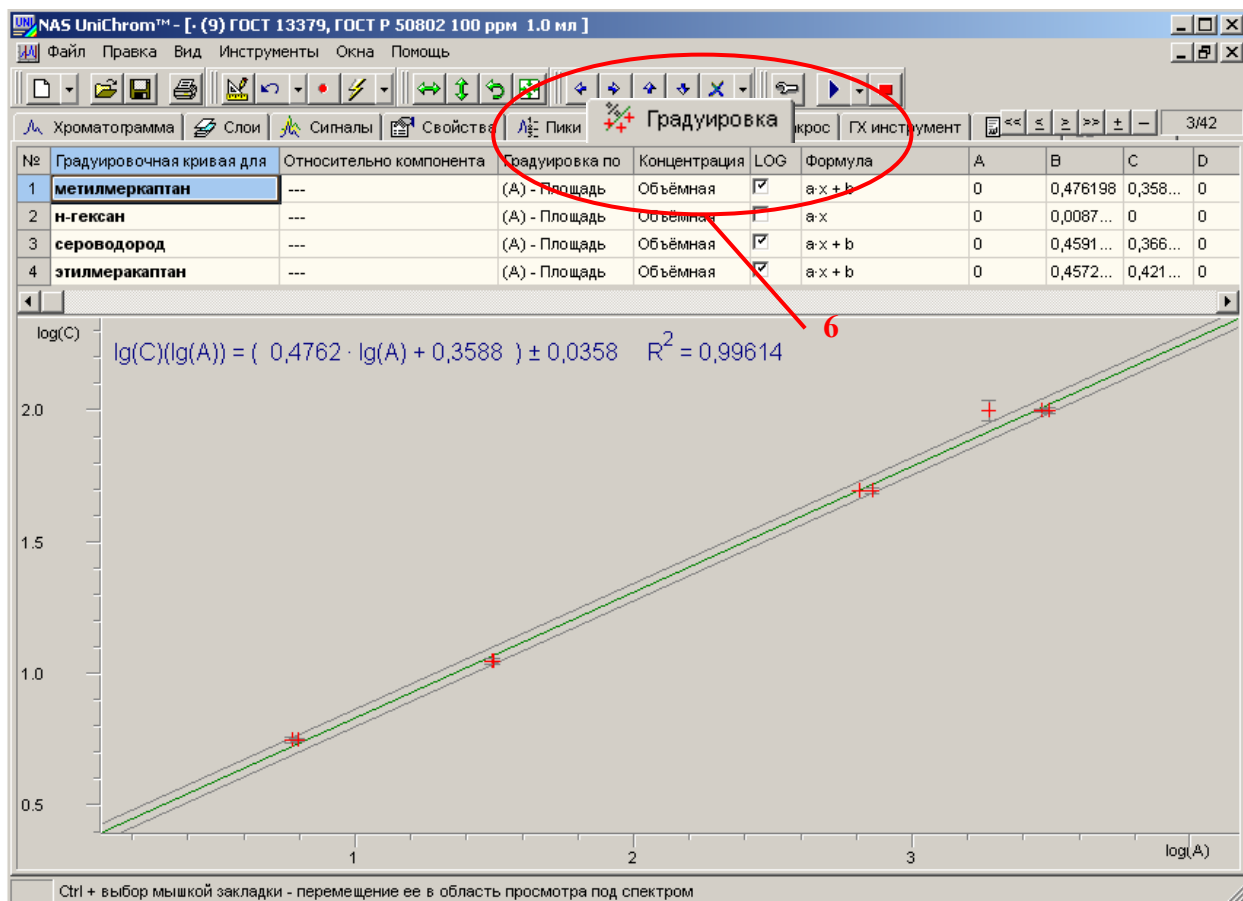 NAS UniChrom™ - [- (9) ГОСТ 13379, ГОСТ Р 50802 100 ррм 1.0 мл ]
Файл Правка Вид Инструменты Окна Помощь
Хроматограмма Слои Сигналы Свойства Пики Градуировка крос ГХ инструмент << ≤ ≥ >> ± − 3/42
№ Градуировочная кривая для Относительно компонента Градуировка по Концентрация LOG Формула A B C D
1 метилмеркаптан --- (A) - Площадь Объёмная a·x + b 0 0,476198 0,358... 0
2 н-гексан --- (A) - Площадь Объёмная a·x 0 0,0087... 0 0
3 сероводород --- (A) - Площадь Объёмная a·x + b 0 0,4591... 0,366... 0
4 этилмеракаптан --- (A) - Площадь Объёмная a·x + b 0 0,4572... 0,421... 0
6
log(C)
lg(C)(lg(A)) = ( 0,4762 · lg(A) + 0,3588 ) ± 0,0358 R² = 0,99614
2.0
1.5
1.0
0.5
1 2 3 log(A)
Ctrl + выбор мышкой закладки - перемещение ее в область просмотра под спектром